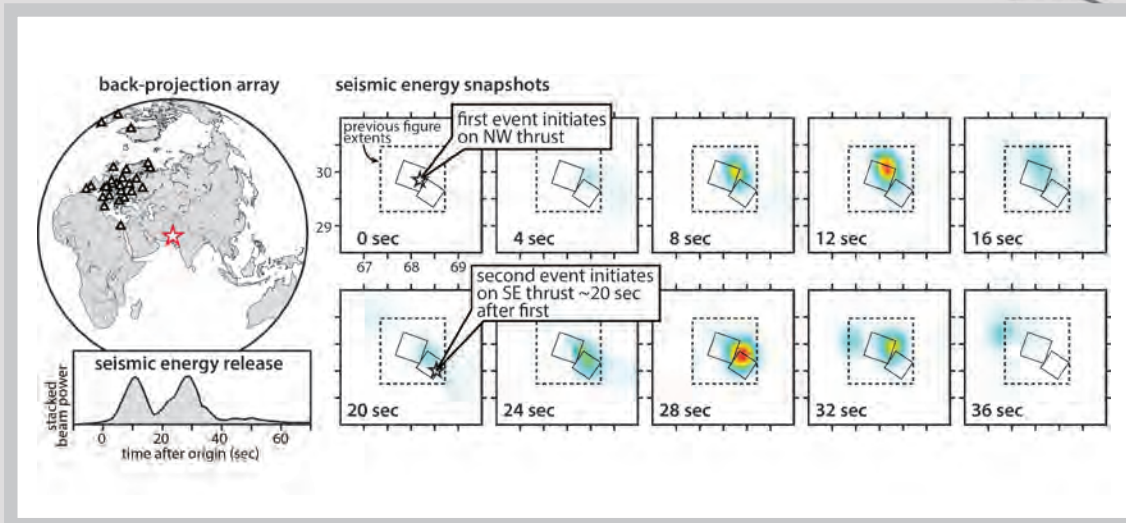 back-projection array
seismic energy snapshots
previous figure
extents
first event initiates
on NW thrust
30
29
0 sec
4 sec
8 sec
12 sec
16 sec
67
68
69
second event initiates
on SE thrust ~20 sec
after first
20 sec
24 sec
28 sec
32 sec
36 sec
seismic energy release
stacked
beam power
0
20
40
60
time after origin (sec)